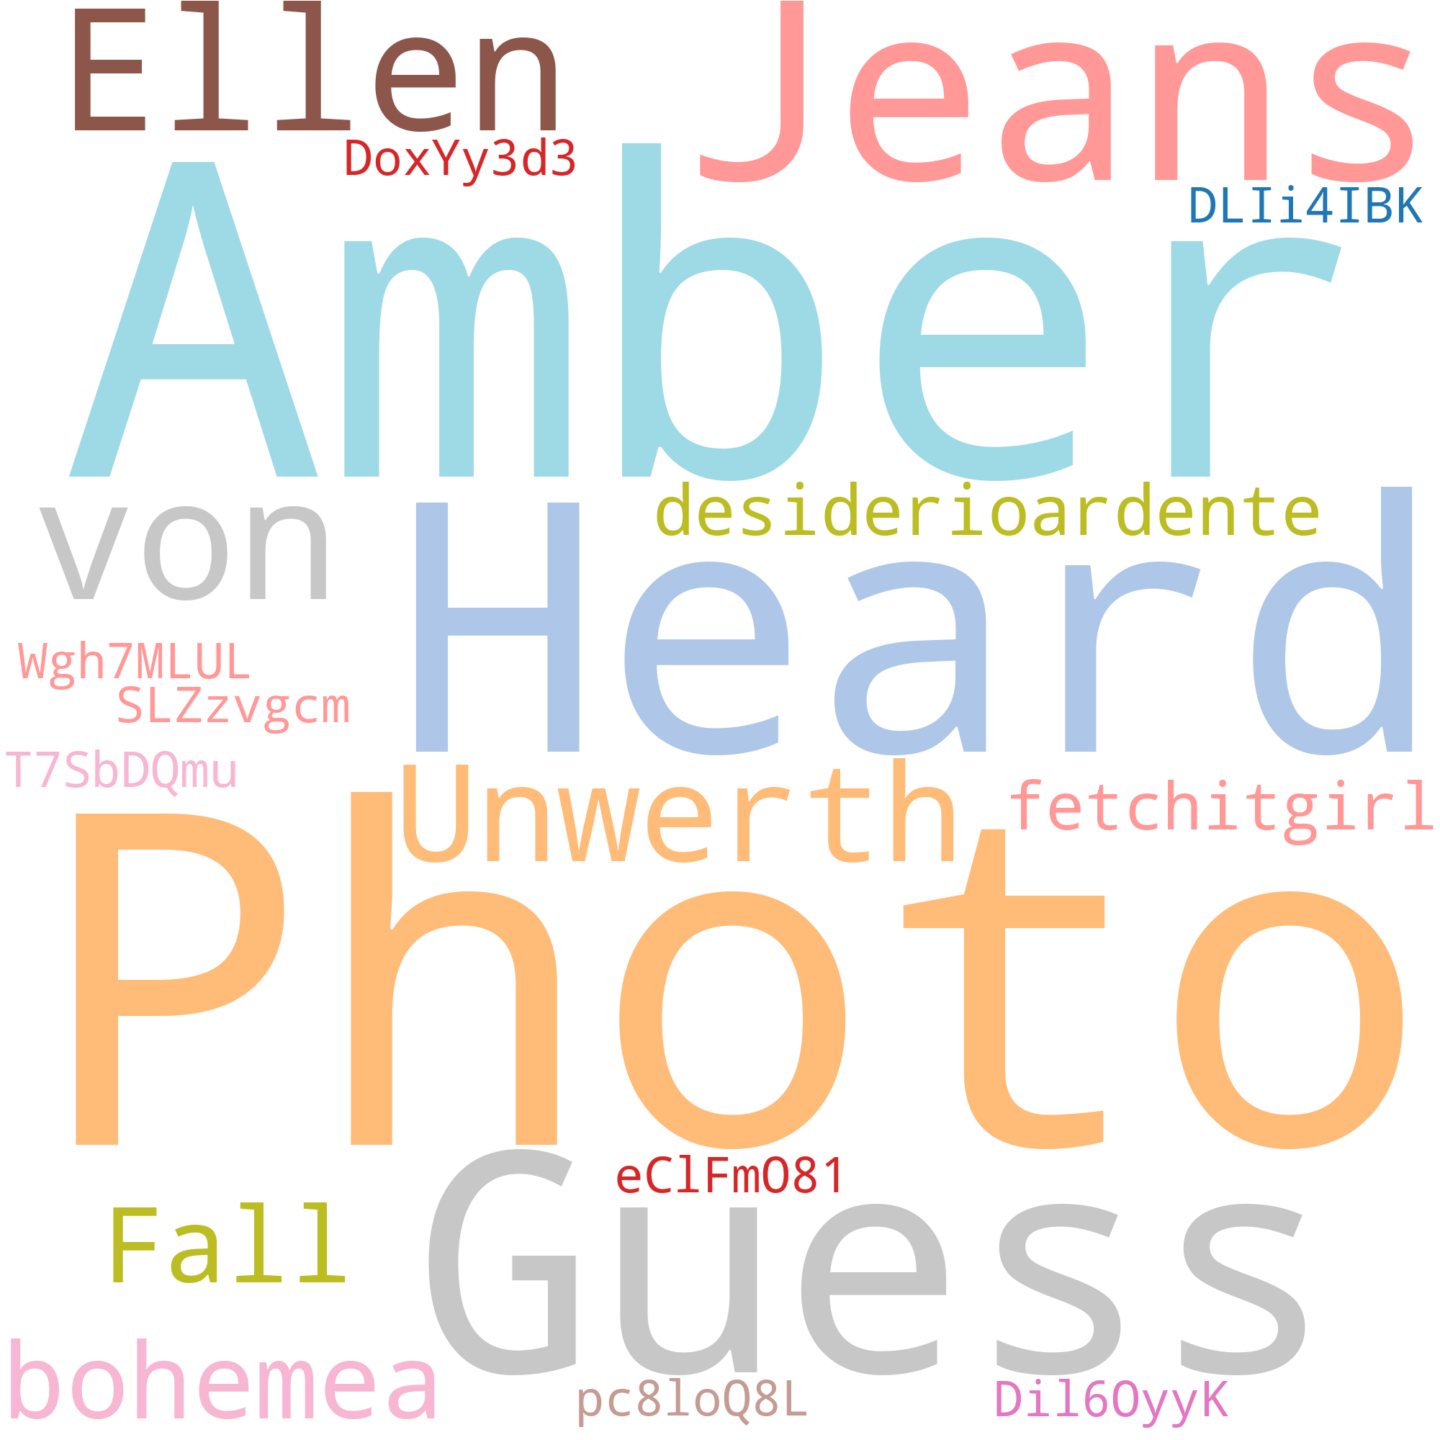 Ellen
Jeans
DoxYy3d3
DLIi4IBK
Amber
von
desiderioardente
Heard
Wgh7MLUL
SLZzvgcm
T7SbDQmu
Unwerth
fetchitgirl
Photo
eClFmO81
Fall
Guess
bohemea
pc8loQ8L
Dil6OyyK